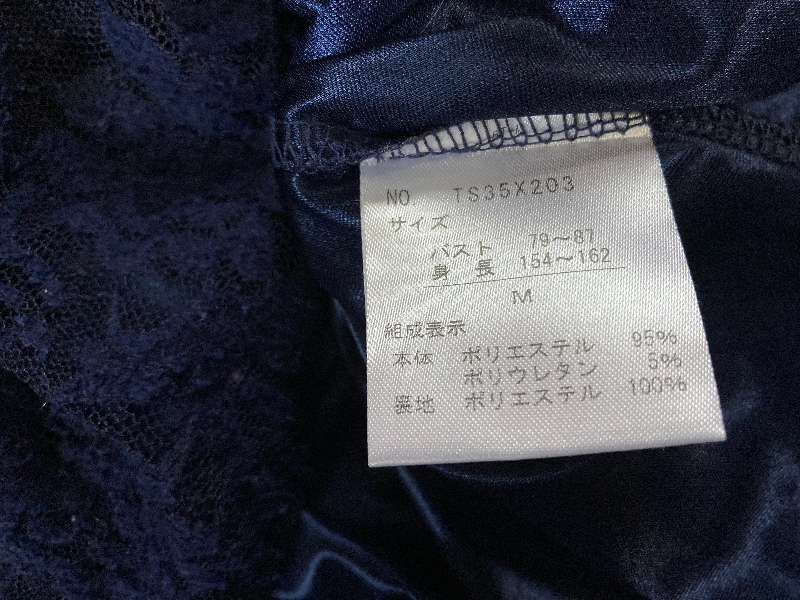 NO TS35X203
サイズ
バスト 79～87
身長 154～162
M
組成表示
本体 ポリエステル 95%
ポリウレタン 5%
裏地 ポリエステル 100%